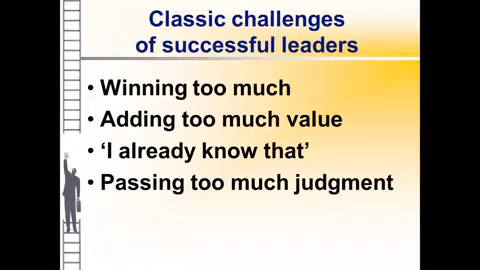 Classic challenges
of successful leaders
• Winning too much
• Adding too much value
• ‘I already know that’
• Passing too much judgment